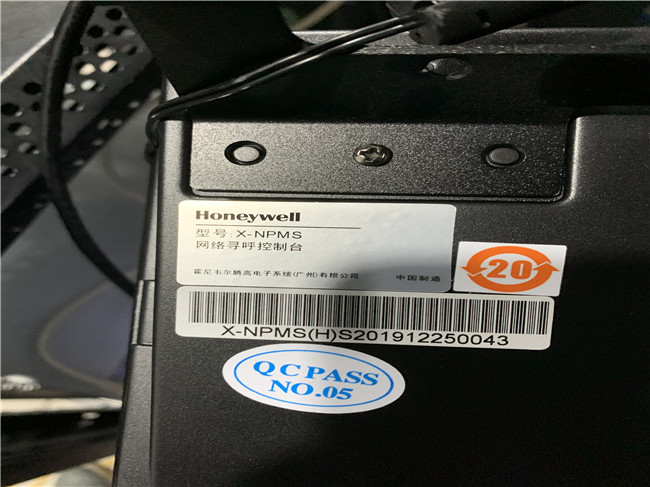 Honeywell
型号: X-NPMS
网络寻呼控制台
霍尼韦尔腾高电子系统(广州)有限公司
中国制造
20
X-NPMS(H)S201912250043
QC PASS
NO.05